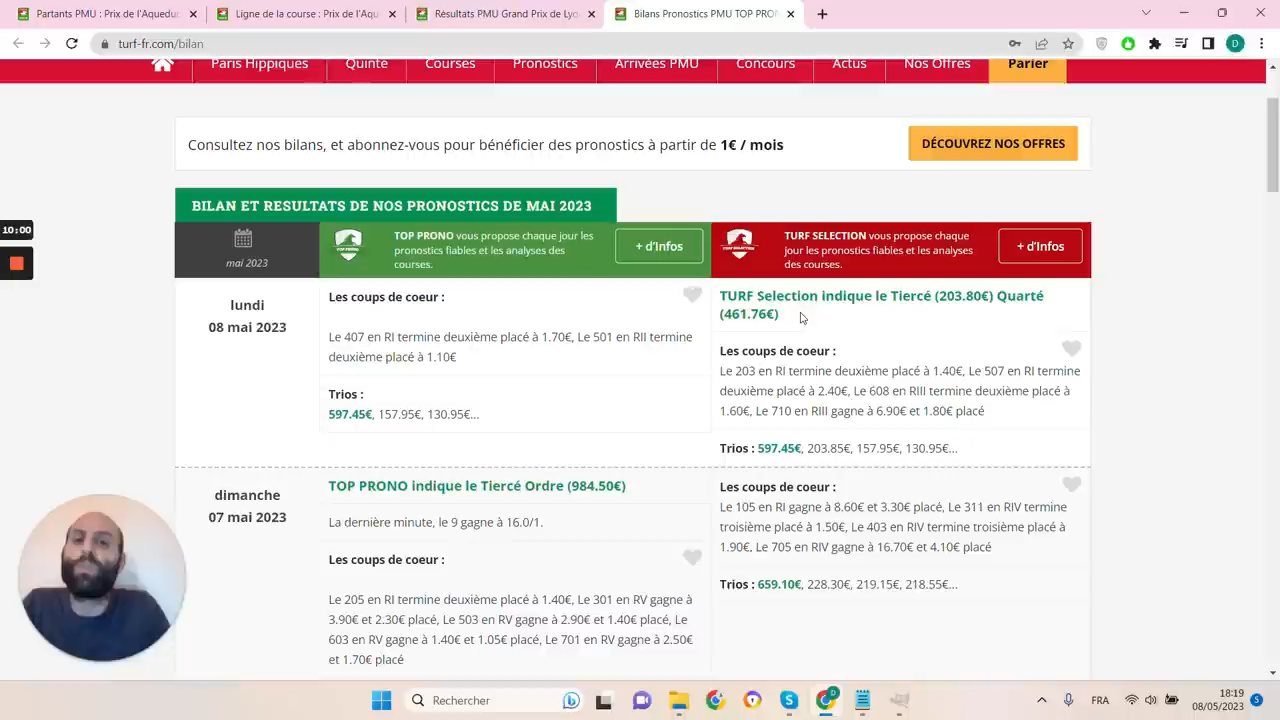 Partants PMU : Prix de l'Aqueduc
Ligne de la course : Prix de l'Aqu
Résultats PMU Grand Prix de Lyo
Bilans Pronostics PMU TOP PRON
turf-fr.com/bilan
D
Paris Hippiques
Quinte
Courses
Pronostics
Arrivées PMU
Concours
Actus
Nos Offres
Parier
Consultez nos bilans, et abonnez-vous pour bénéficier des pronostics à partir de 1€ / mois
DÉCOUVREZ NOS OFFRES
BILAN ET RESULTATS DE NOS PRONOSTICS DE MAI 2023
10:00
mai 2023
TOP PRONO vous propose chaque jour les
pronostics fiables et les analyses des
courses.
+ d'Infos
TURF SELECTION vous propose chaque
jour les pronostics fiables et les analyses
des courses.
+ d'Infos
lundi
08 mai 2023
Les coups de coeur :
Le 407 en RI termine deuxième placé à 1.70€, Le 501 en RII termine
deuxième placé à 1.10€
Trios :
597.45€, 157.95€, 130.95€...
TURF Selection indique le Tiercé (203.80€) Quarté
(461.76€)
Les coups de coeur :
Le 203 en RI termine deuxième placé à 1.40€, Le 507 en RI termine
deuxième placé à 2.40€, Le 608 en RIII termine deuxième placé à
1.60€, Le 710 en RIII gagne à 6.90€ et 1.80€ placé
Trios : 597.45€, 203.85€, 157.95€, 130.95€...
dimanche
07 mai 2023
TOP PRONO indique le Tiercé Ordre (984.50€)
La dernière minute, le 9 gagne à 16.0/1.
Les coups de coeur :
Le 205 en RI termine deuxième placé à 1.40€, Le 301 en RV gagne à
3.90€ et 2.30€ placé, Le 503 en RV gagne à 2.90€ et 1.40€ placé, Le
603 en RV gagne à 1.40€ et 1.05€ placé, Le 701 en RV gagne à 2.50€
et 1.70€ placé
Les coups de coeur :
Le 105 en RI gagne à 8.60€ et 3.30€ placé, Le 311 en RIV termine
troisième placé à 1.50€, Le 403 en RIV termine troisième placé à
1.90€, Le 705 en RIV gagne à 16.70€ et 4.10€ placé
Trios : 659.10€, 228.30€, 219.15€, 218.55€...
Rechercher
FRA
18:19
08/05/2023